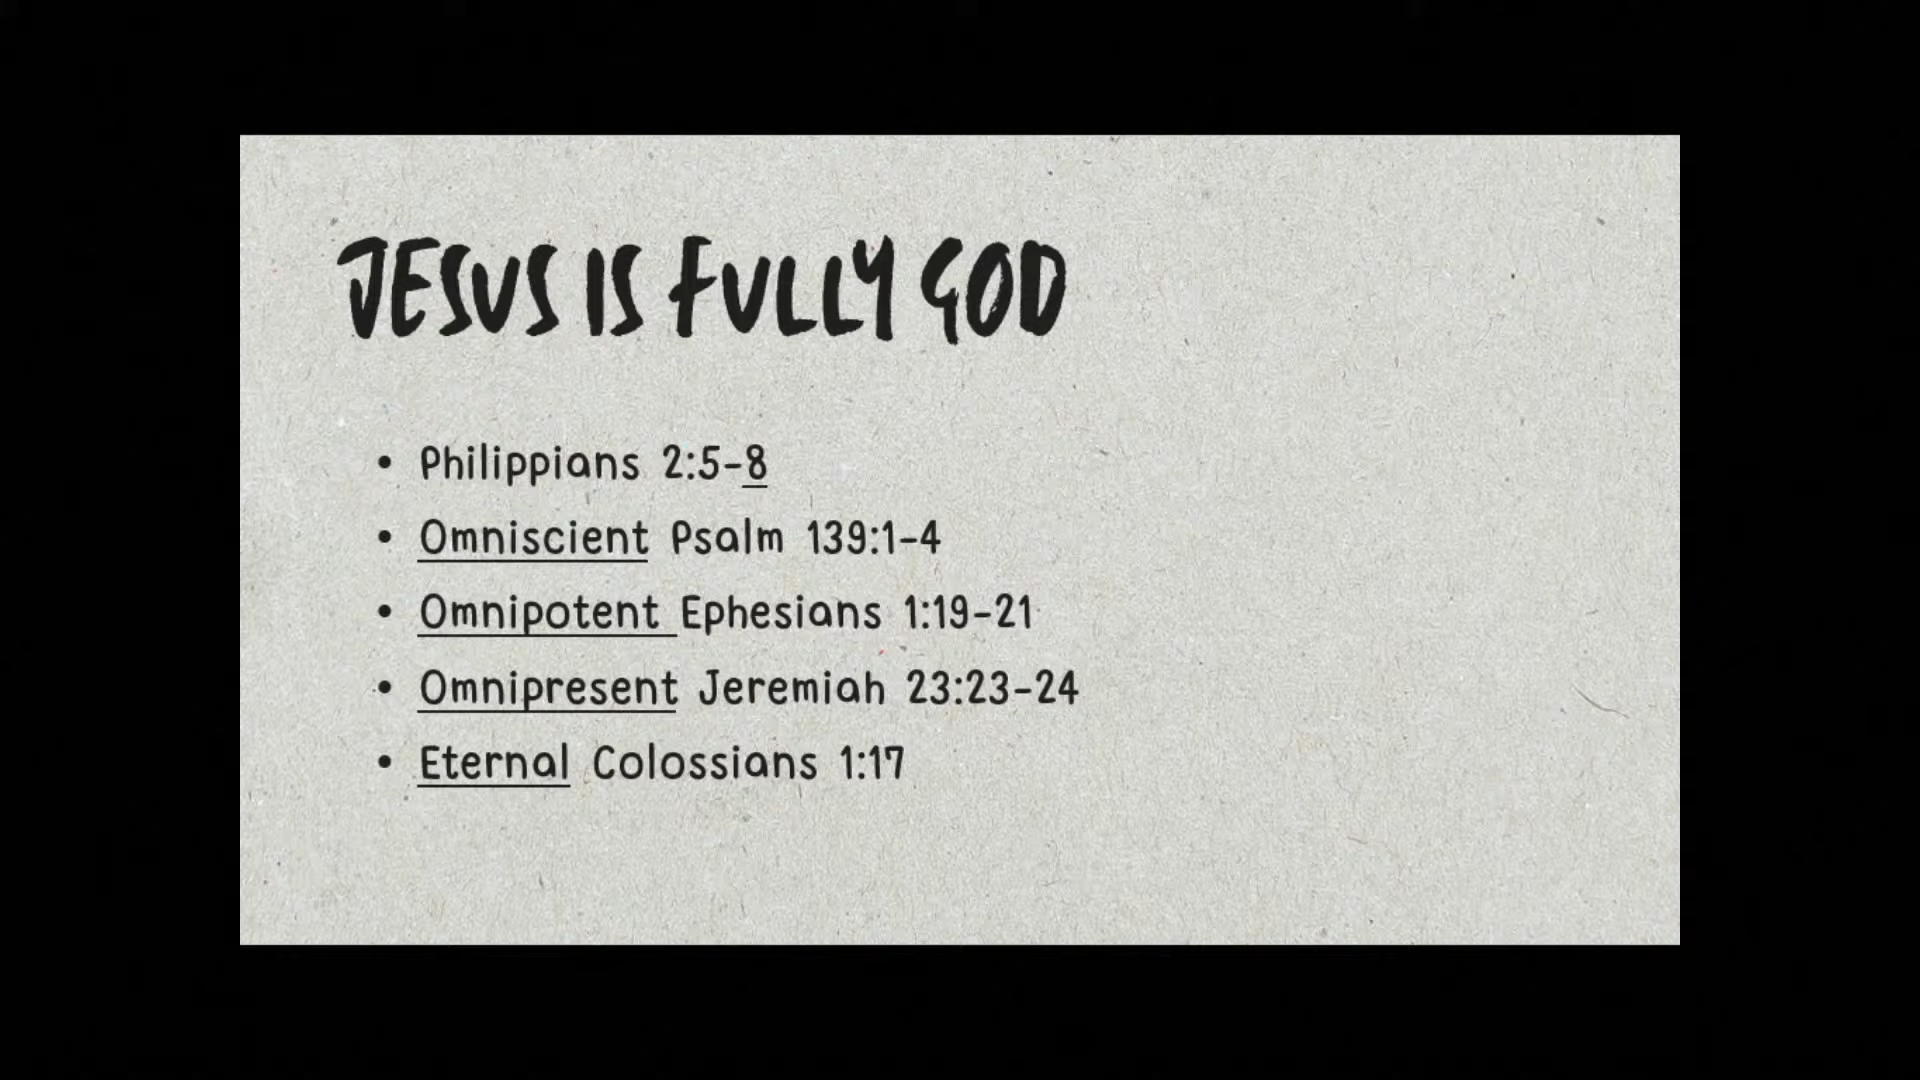 JESUS IS FULLY GOD
• Philippians 2:5-8
• Omniscient Psalm 139:1-4
• Omnipotent Ephesians 1:19-21
• Omnipresent Jeremiah 23:23-24
• Eternal Colossians 1:17